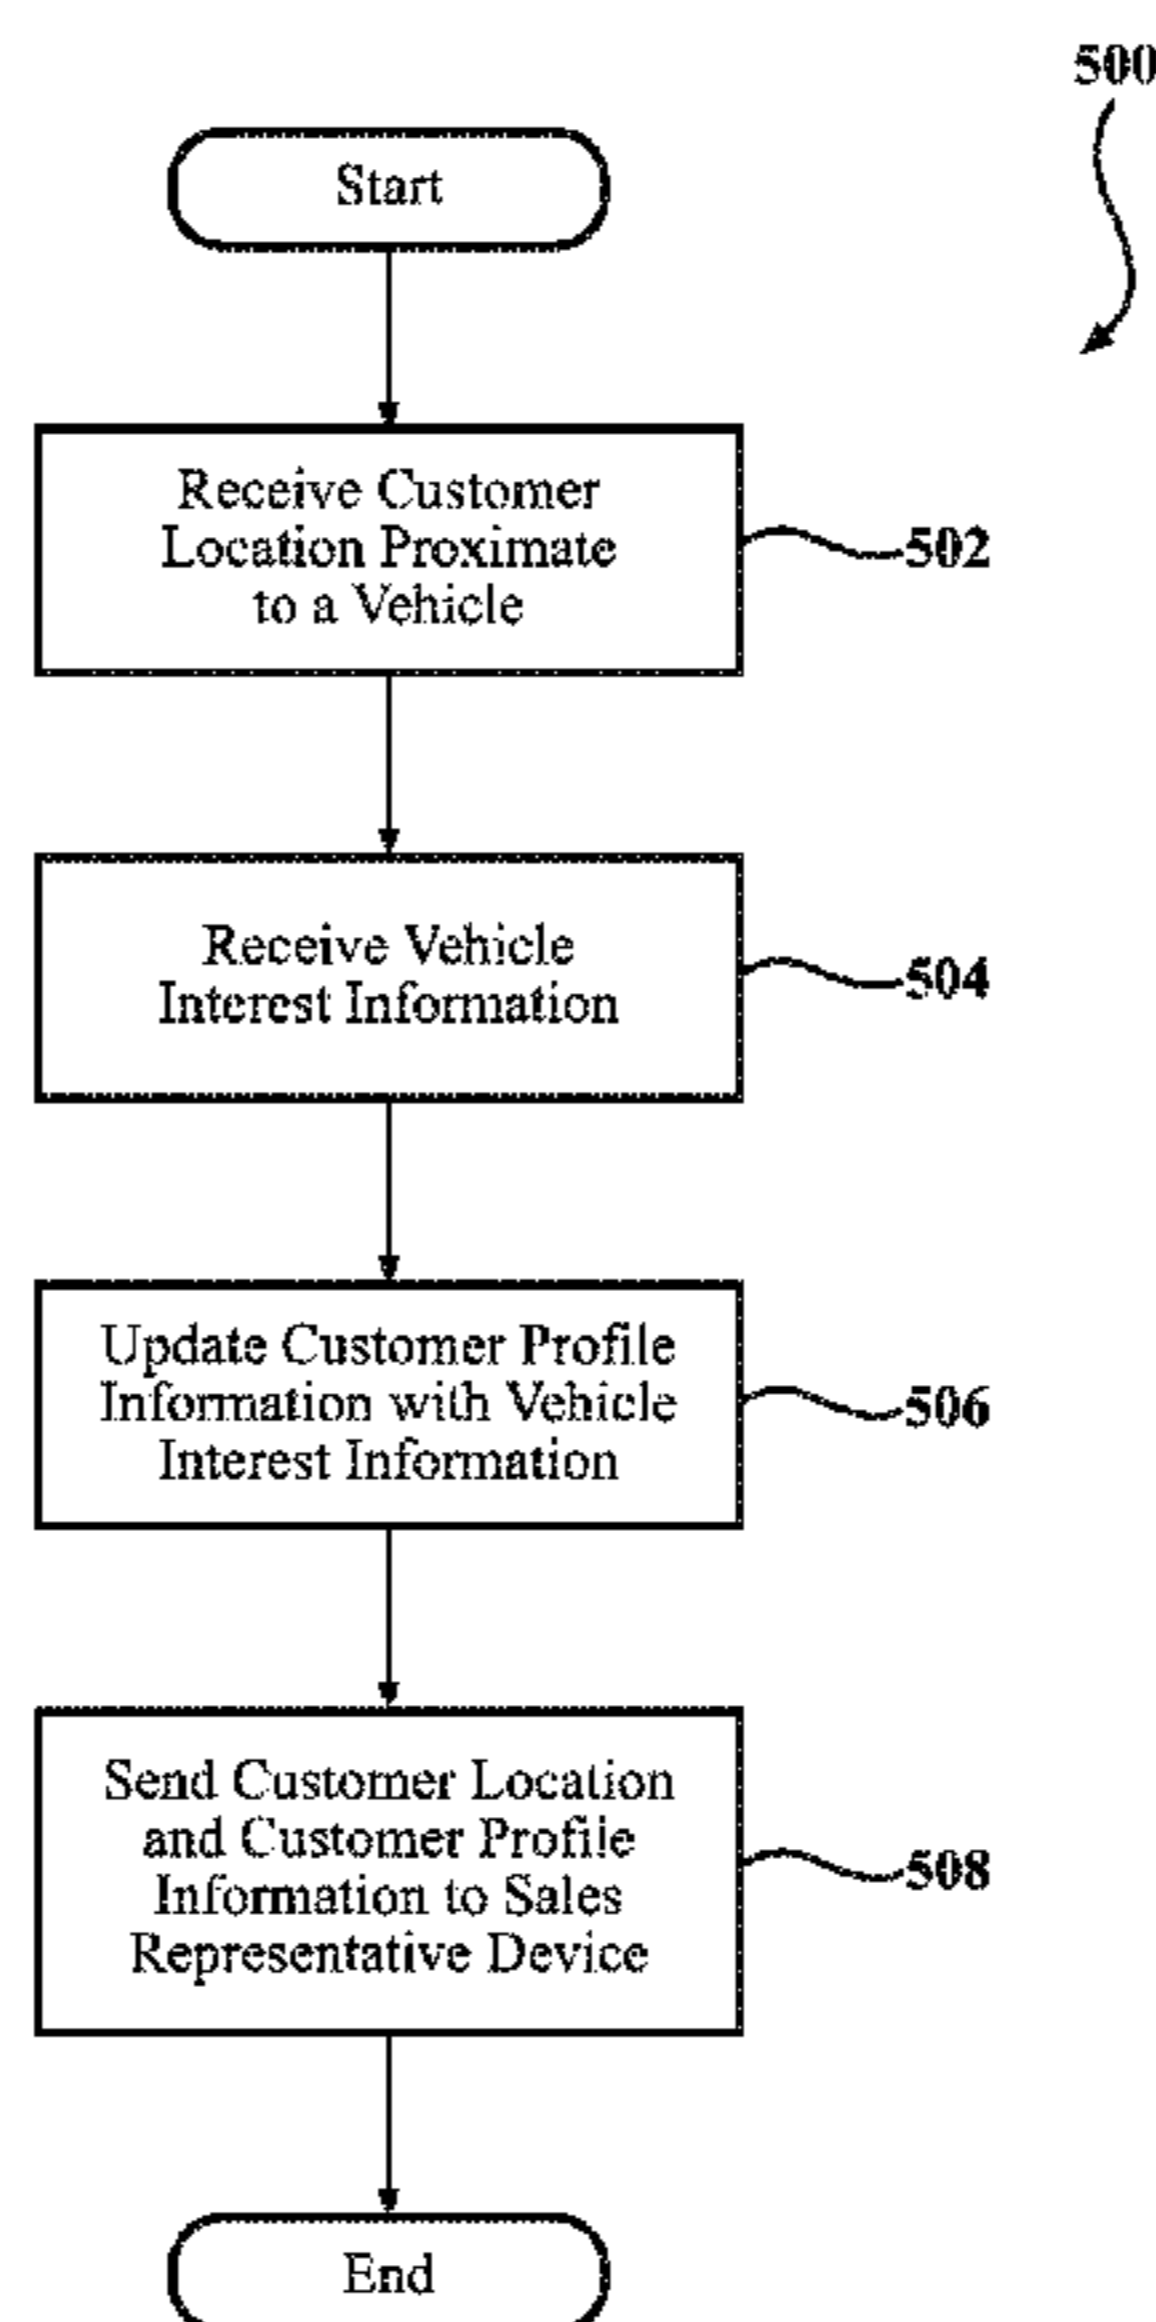 500
Start
Receive Customer
Location Proximate
to a Vehicle
502
Receive Vehicle
Interest Information
504
Update Customer Profile
Information with Vehicle
Interest Information
506
Send Customer Location
and Customer Profile
Information to Sales
Representative Device
508
End